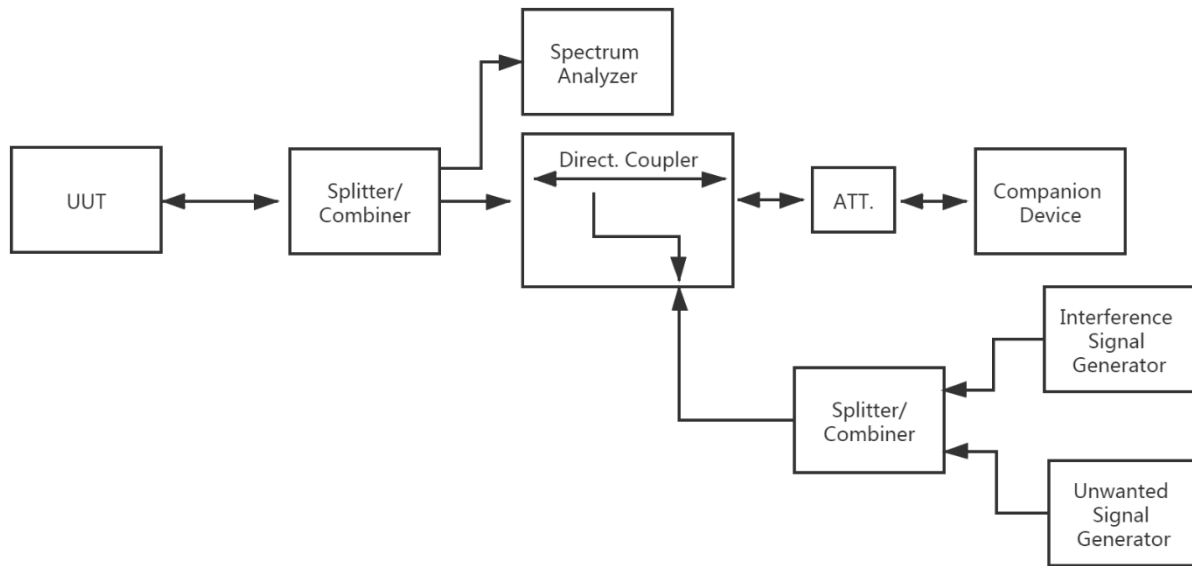 Spectrum
Analyzer
UUT
Splitter/
Combiner
Direct. Coupler
ATT.
Companion
Device
Interference
Signal
Generator
Splitter/
Combiner
Unwanted
Signal
Generator